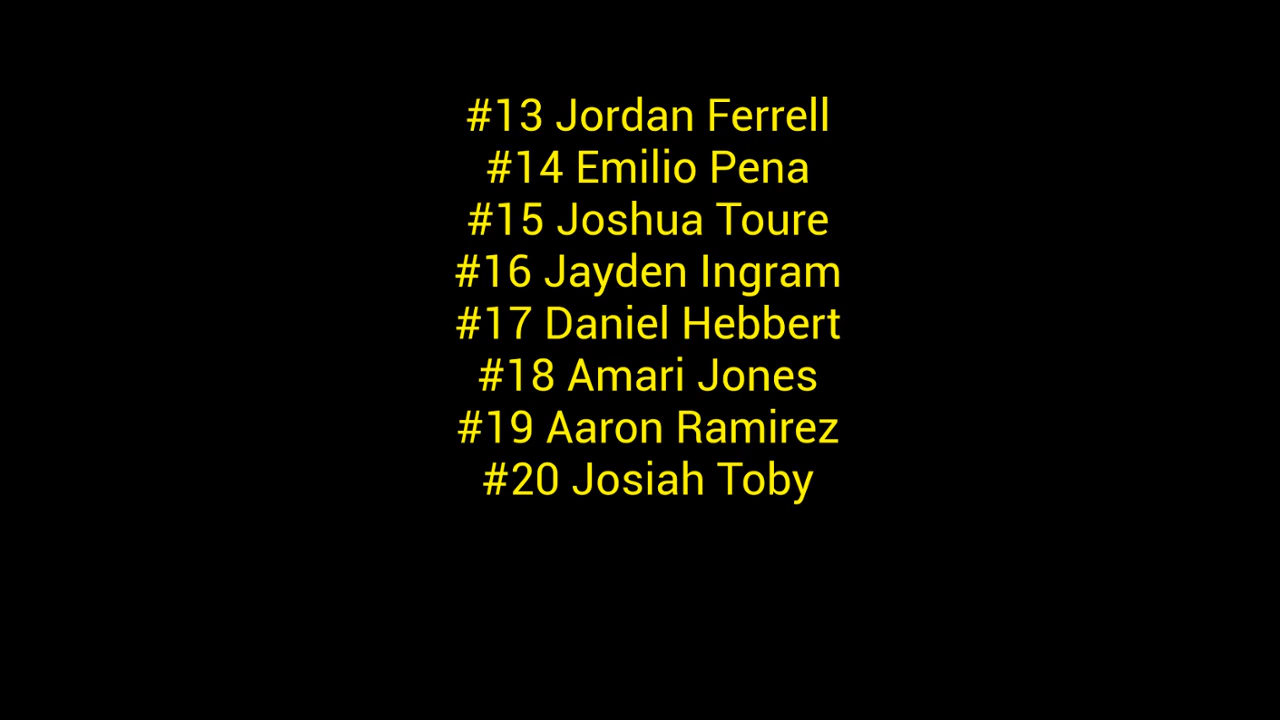 #13 Jordan Ferrell
#14 Emilio Pena
#15 Joshua Toure
#16 Jayden Ingram
#17 Daniel Hebbert
#18 Amari Jones
#19 Aaron Ramirez
#20 Josiah Toby